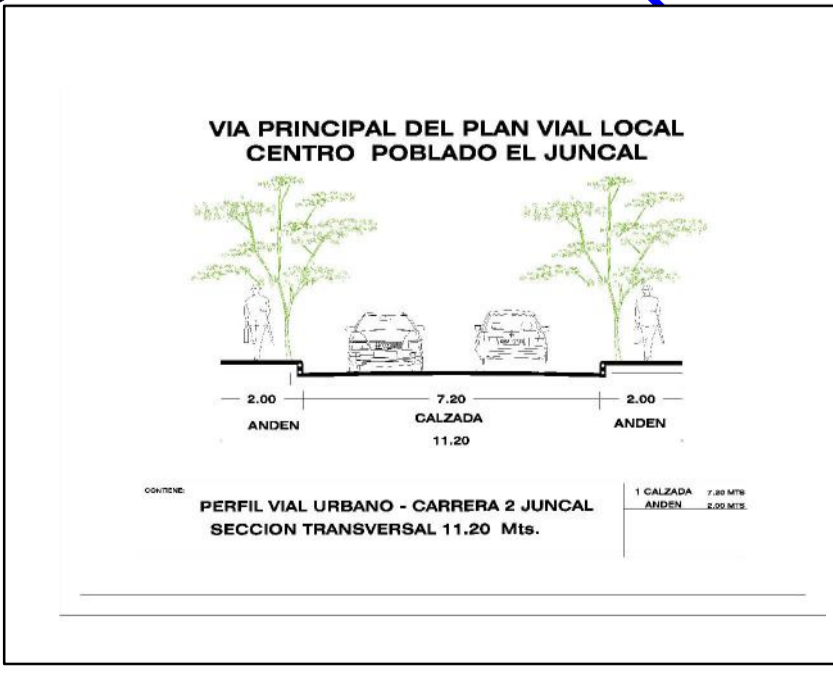 VIA PRINCIPAL DEL PLAN VIAL LOCAL
CENTRO POBLADO EL JUNCAL
2.00 7.20 2.00
ANDEN CALZADA ANDEN
11.20
CONTIENE:
PERFIL VIAL URBANO - CARRERA 2 JUNCAL
SECCION TRANSVERSAL 11.20 Mts.
1 CALZADA 7.20 MTS
ANDEN 2.00 MTS